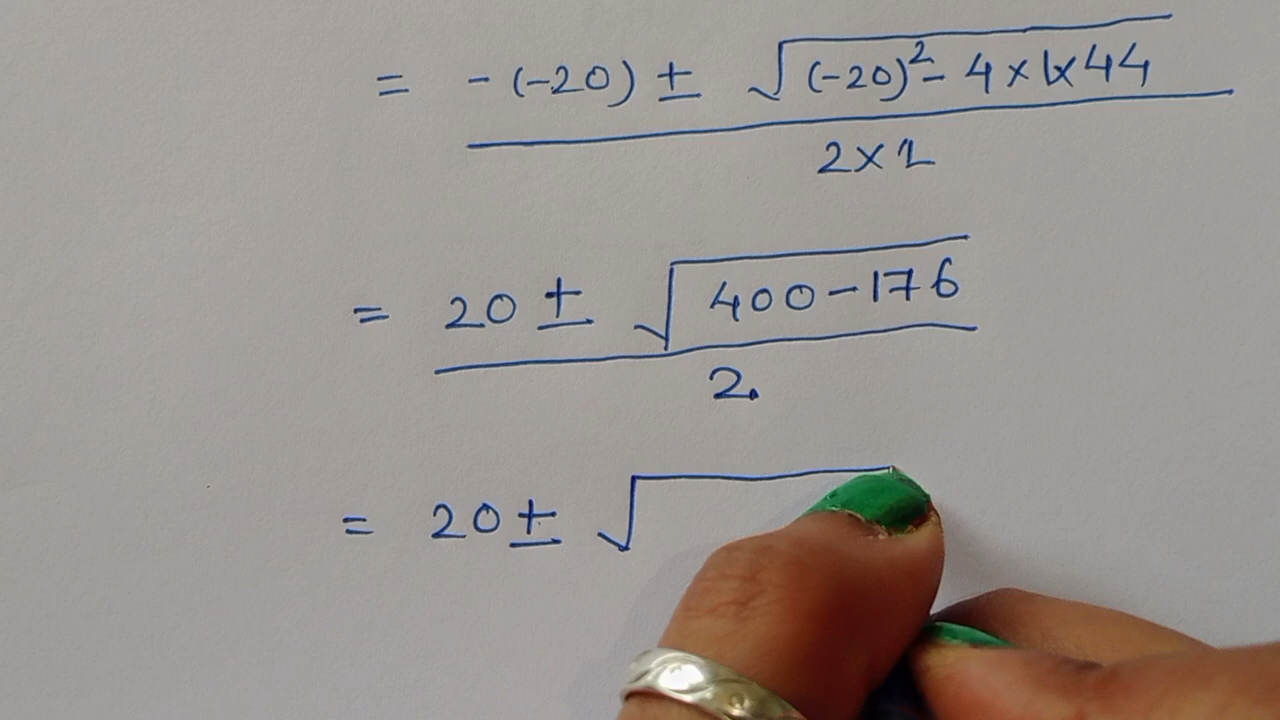 = -(-20) ± √(-20)² - 4×1×44
2×1
= 20 ± √400-176
2.
= 20 ± √